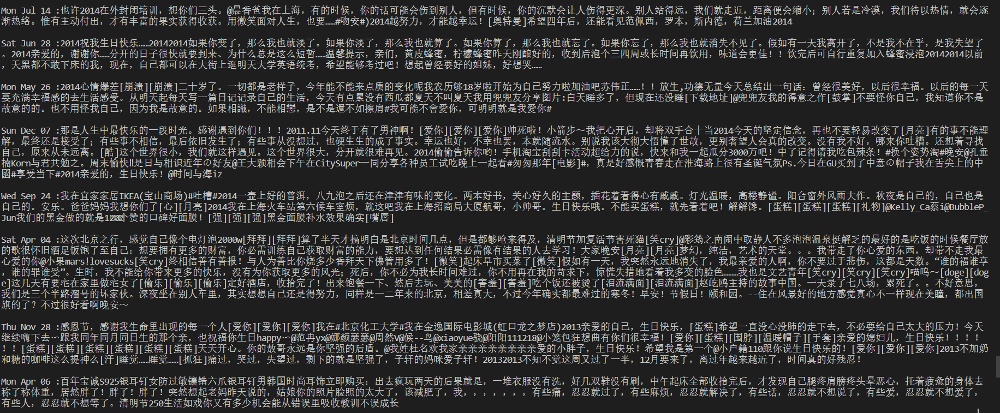 Mon Jul 14 :也许2014在外封闭培训，想你们三头。@晨香爸我在上海，有的时候，你的话可能会伤到别人，但有时候，你的沉默会让人伤得更深。别人站得远，我们就走近，距离便会缩小；别人若是冷漠，我们待以热情，就会逐
渐热络。惟有主动付出，才有丰富的果实获得收获。用微笑面对人生，也要……#吻安#)2014越努力，才能越幸运！[奥特曼]希望四年后，还能看见范佩西，罗本，斯内德，荷兰加油2014
Sat Jun 28 :2014祝我生日快乐……20142014如果你变了，那么我也就淡了。如果你淡了，那么我也就算了。如果你算了，那么我也就忘了。如果你忘了，那么我也就消失不见了。假如有一天我离开了，不是我不在乎，是我失望了
。2014亲爱的，谢谢你……分开的日子很快就要到来、为什么总是这么短暂……温馨提示，亲们，黄皮蜂蜜，柠檬蜂蜜昨天刚酿好的，收到后泡个三四周或长时间再饮用，味道会更佳！！饮完后可自行重复加入蜂蜜浸泡20142014以前
，天黑都不敢下床的我，现在，自己都可以在大街上逛明天大学英语统考，希望能够考过吧！想起曾经要好的姐妹，好想哭……
Mon May 26 :2014心情爆差[崩溃][崩溃]二十岁了。一切都是老样子，今年能不能来点质的变化呢我农历够18岁啦开始为自己努力啦加油吧苏伟正……！！放生,功德无量今天总结出一句话：曾经很美好，以后很幸福。以后的每一天
要充满幸福感的去生活感受。从明天起每天写一篇日记记录自己的生活，今天有点累没有西瓜都夏天不叫夏天我用兜兜友分享图片:白天睡多了，但现在还没睡[下载地址]@兜兜友我的得意之作[鼓掌]不要怪你自己，我知道你不是
故意的的。也不用怪我自己，因为我是故意的。如果相識，不能相戀，是不是還不如擦肩#我可能不會愛你，可明明就是我愛你#
Sun Dec 07 :那是人生中最快乐的一段时光。感谢遇到你们！！！2011.11今天终于有了男神啊！[爱你][爱你][爱你]帅死啦！小箭步～我把心开启，却将双手合十当2014今天的坚定信念，再也不要轻易改变了[月亮]有的事不能理
解，最终还是接受了；有些事不相信，最后依旧发生了；有些事从没想过，也硬生生的成了事实。幸运也好，不幸也罢，本就随流水。别说我该大彻大悟懂了世故，更别奢望人会真的改变。没有我不好，哪来你吐槽。还想着寻找
自己，原来从未远离。[酷]这个世界很小，我们就这样遇见。这个世界很大，分开就很难再见。2014偷偷告诉你哟！手机淘宝刮刮卡活动超给力的说，快来和我一起瓜分3000万吧！中了记得请我吃包辣条！#换个姿势淘#晚安@孔垂
楠Korn与君共勉之。周末愉快‼是日与相识近年の好友@王大颖相会下午在CitySuper一同分享各种员工试吃晚上一起看#匆匆那年[电影]#，真是好感慨青春走在淮海路上很有圣诞气氛Ps.今日在GU买到了中意の帽子我在舌尖上的中
國#享受当下#2014亲爱的，生日快乐！@时间与海iz
Wed Sep 24 :我在宜家家居IKEA(宝山商场)#吐槽#2014一壶上好的普洱，八九泡之后还在津津有味的变化。两本好书，关心好久的主题，插花着看得心有戚戚。灯光温暖，高楼静谧。阳台窗外风雨大作。秋夜是自己的，自己也是
自己的。安乐。爸爸妈妈我想你们了[心][月亮]2014我在上海火车站第六候车室烦，就这吧我在上海招商局大厦航哥，小帅哥。生日快乐哦。不能买蛋糕，就先看着吧！解解馋。[蛋糕][蛋糕][蛋糕][礼物]@Kelly_Ca蔡i@BubbleP_
Jun我们的黑金做的就是个赞的口碑好面膜！[强][强][强]黑金面膜补水效果确实[嘴唇]
Sat Apr 04 :这次北京之行，感觉自己像个电灯泡2000w[拜拜][拜拜]算了半天才搞明白是北京时间几点，但是都够呛来得及，清明节加复活节害死猫[笑cry]@彩筠之南闹中取静人不多泡泡温泉挺解乏的最好的是吃饭的时候餐厅放
的歌很怀旧酒足饭饱了至自己：想要拥有更多的财富，你必需训练自己获取财富的能力，要想达到任何结果必需像有结果的人去学习！大家晚安[月亮][月亮]梦幻，纯洁，艺术的天堂。。。我带走了你心爱的东西，却带不走我最
心爱的你@小果mars!lovesucks[笑cry]终相信善有善报！与人为善比你烧多少香拜天下佛管用多了！[微笑]起床早市买菜了[微笑]假如有一天，我突然永远地消失了，我最亲爱的人啊，你不要过于悲伤，这都是天数。“谁的福谁享
，谁的罪谁受”。生时，我不能给你带来更多的快乐，没有为你获取更多的风光；死后，你不必为我长时间难过，你不用再在我的苛求下，惊慌失措地看着我多变的脸色………我也是文艺青年[笑cry][笑cry][笑cry]喵呜～[doge][dog
e]这几天有要宅在家里做宅女了[偷乐][偷乐][偷乐]定好酒店，收拾完了！出来饱餐一下、然后去玩、美美的[害羞][害羞]吃个饭还被烫了[泪流满面][泪流满面]赵屹鸥主持的故事中国。一天录了七八场，累死了。。不好意思，
我们是三个半路溜号的坏家伙。深夜坐在别人车里，其实想想自己还是得努力，同样是一二年来的北京，相差真大，不过今年确实都最难过的寒冬！早安！节假日！颐和园。--住在风景好的地方感觉真心不一样现在美瞳，都出国
旗的了？不过很好看啊晚安～
Thu Nov 28 :感恩节，感谢我生命里出现的每一个人[爱你][爱你][爱你]我在#北京化工大学#我在金逸国际电影城(虹口龙之梦店)2013亲爱的自己，生日快乐，[蛋糕]希望一直没心没肺的走下去，不必要给自己太大的压力！今天
继续嗨下去～跟我同年同月同日生的那个亲，也祝福你生日happy～@范冉yx@娜颜瑟瑟@周然V@候--鸟@xiaoyue骁@阳阳111218@小笼包狂想曲有你们很幸福！[爱你][蛋糕][围脖][温暖帽子][手套]亲爱的媳妇儿，生日快乐！！！！
！！[蛋糕][蛋糕][蛋糕][蛋糕][蛋糕][蛋糕]天天开心。你的敖哥永远是你坚强的后盾。@我姓杜名欢我家亲亲亲亲亲亲亲亲爱的小胖子，生日快乐！希望我是第一个@小户籍110跟你说生日快乐的！[爱你][爱你][爱你]2013不加奶
和糖的咖啡这么提神么[汗]睡觉……睡觉……[抓狂]痛过，哭过，失望过，剩下的就是坚强了，子轩的妈咪爱子轩！20132013不知不觉这周又过了一半，12月要来了，离过年越来越近了，时间真的好残忍！
Mon Apr 06 :百年宝诚S925银耳钉女防过敏镶锆六爪银耳钉男韩国时尚耳饰立即购买：出去疯玩两天的后果就是，一堆衣服没有洗，好几双鞋没有刷，中午起床全部收拾完后，才发现自己腿疼肩膀疼头晕恶心，托着疲惫的身体去
称了称体重，居然胖了！胖了！胖了！突然想起老妈昨天说的，姑娘你的照片脸照的太大了，该减肥了，我，，，，，，，有些痛，忍忍就过了，有些麻烦，忍忍就解决了，有些话，忍忍就不想说了，有些爱，忍忍就不想爱了，
有些人，忍忍就不想等了。清明节250生活如戏你又有多少机会能从错误里吸收教训不误成长